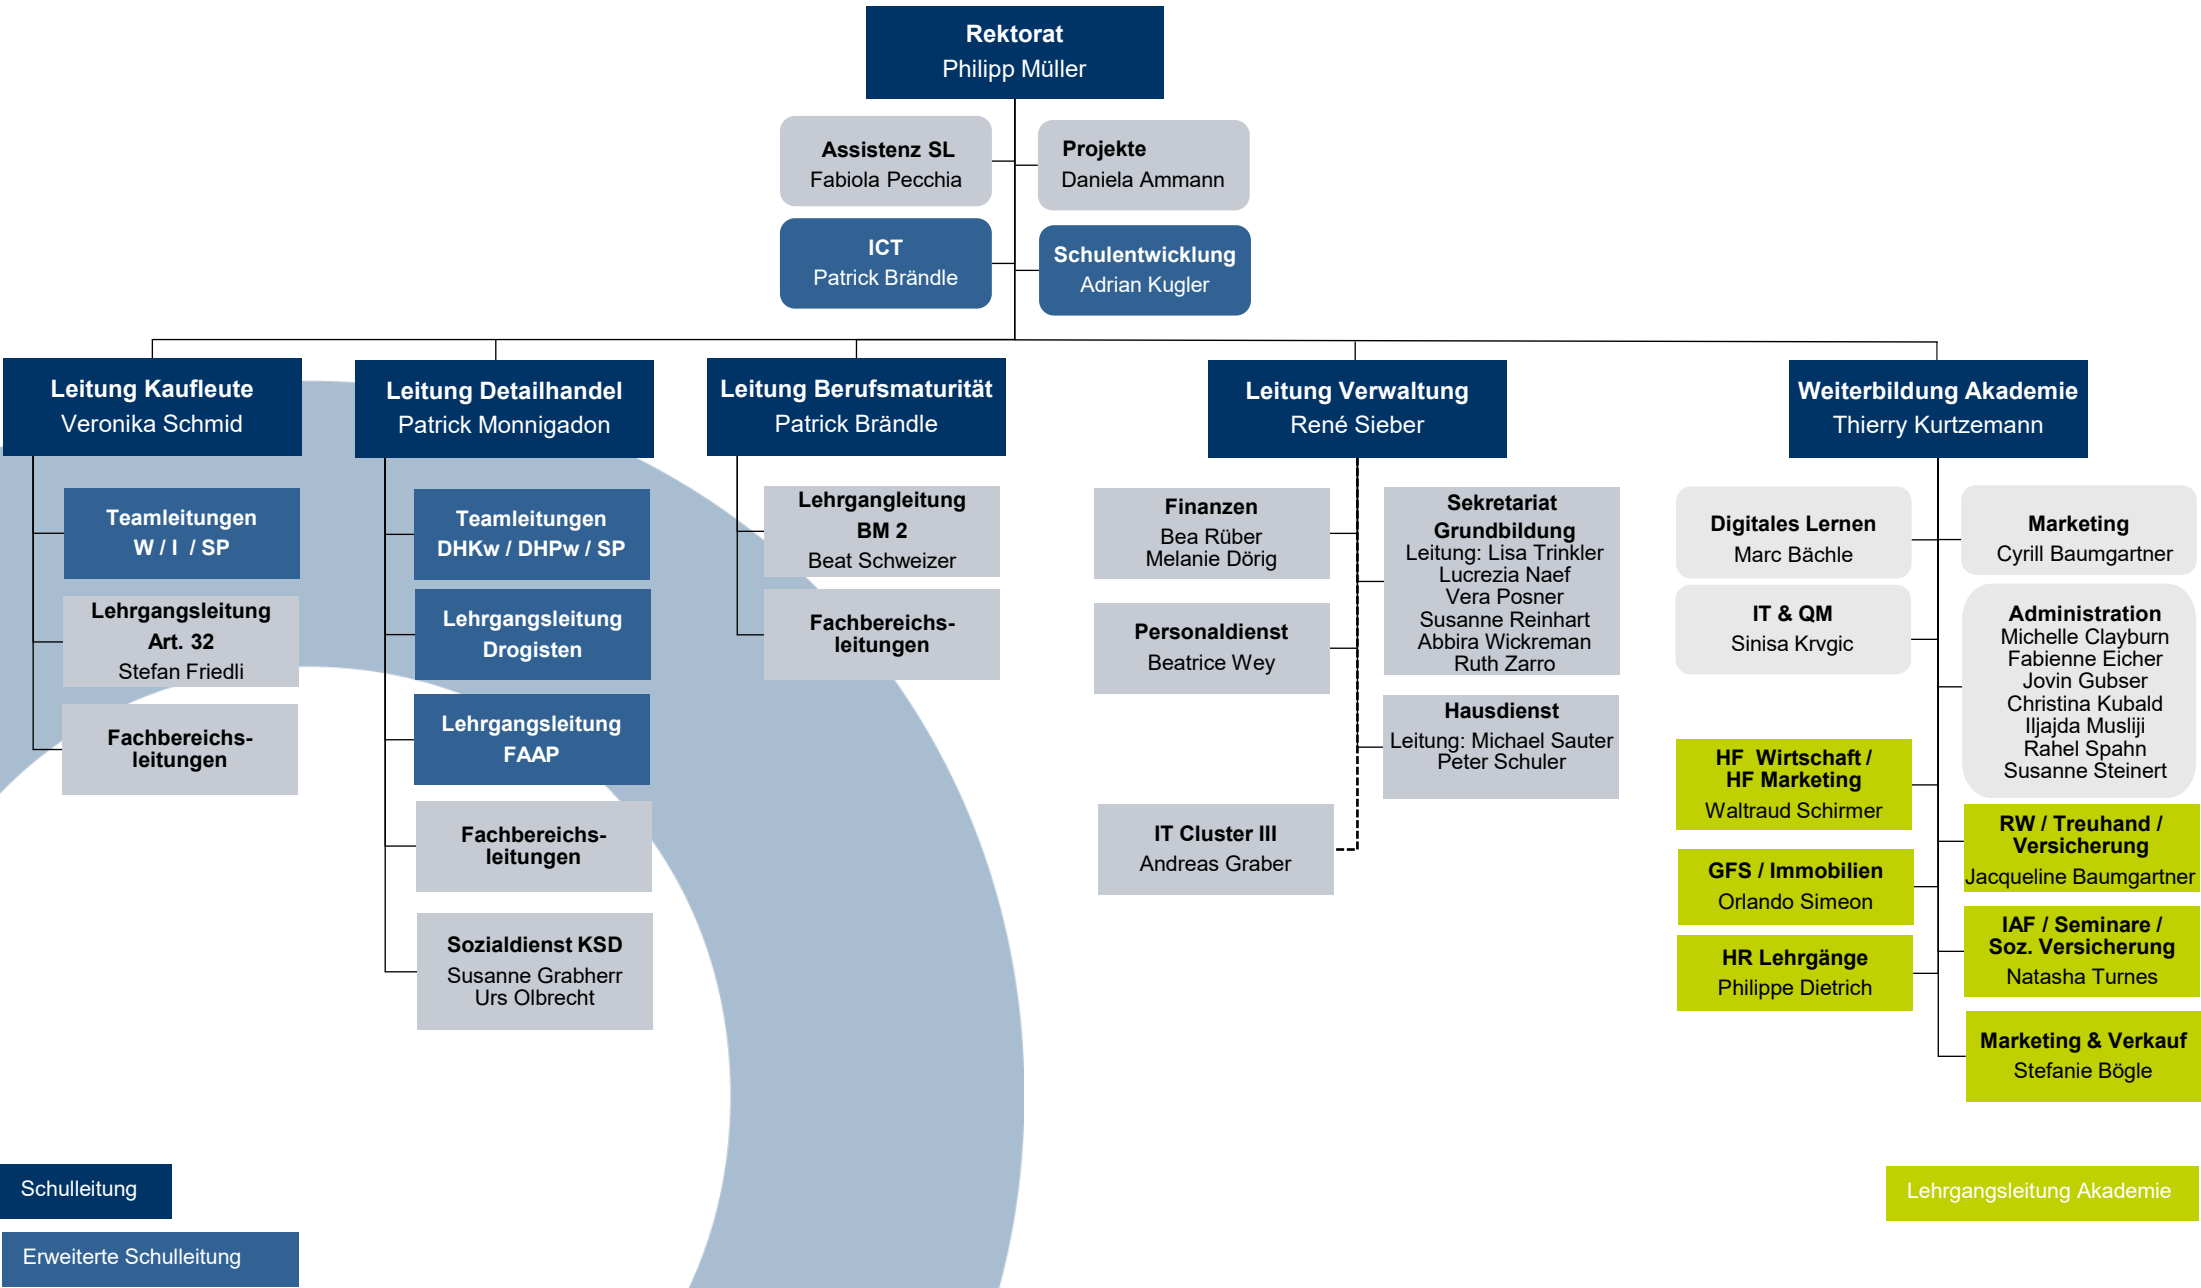 Rektorat
Philipp Müller
Assistenz SL
Fabiola Pecchia
Projekte
Daniela Ammann
ICT
Patrick Brändle
Schulentwicklung
Adrian Kugler
Leitung Kaufleute
Veronika Schmid
Teamleitungen
W / I / SP
Lehrgangsleitung
Art. 32
Stefan Friedli
Fachbereichs-
leitungen
Leitung Detailhandel
Patrick Monnigadon
Teamleitungen
DHKw / DHPw / SP
Lehrgangsleitung
Drogisten
Lehrgangsleitung
FAAP
Fachbereichs-
leitungen
Sozialdienst KSD
Susanne Grabherr
Urs Olbrecht
Leitung Berufsmaturität
Patrick Brändle
Lehrgangleitung
BM 2
Beat Schweizer
Fachbereichs-
leitungen
Leitung Verwaltung
René Sieber
Finanzen
Bea Rüber
Melanie Dörig
Personaldienst
Beatrice Wey
IT Cluster III
Andreas Graber
Sekretariat
Grundbildung
Leitung: Lisa Trinkler
Lucrezia Naef
Vera Posner
Susanne Reinhart
Abbira Wickreman
Ruth Zarro
Hausdienst
Leitung: Michael Sauter
Peter Schuler
Weiterbildung Akademie
Thierry Kurtzemann
Digitales Lernen
Marc Bächle
IT & QM
Sinisa Krvgic
HF Wirtschaft /
HF Marketing
Waltraud Schirmer
GFS / Immobilien
Orlando Simeon
HR Lehrgänge
Philippe Dietrich
Marketing
Cyrill Baumgartner
Administration
Michelle Clayburn
Fabienne Eicher
Jovin Gubser
Christina Kubald
Iljajda Musliji
Rahel Spahn
Susanne Steinert
RW / Treuhand /
Versicherung
Jacqueline Baumgartner
IAF / Seminare /
Soz. Versicherung
Natasha Turnes
Marketing & Verkauf
Stefanie Bögle
Schulleitung
Erweiterte Schulleitung
Lehrgangsleitung Akademie